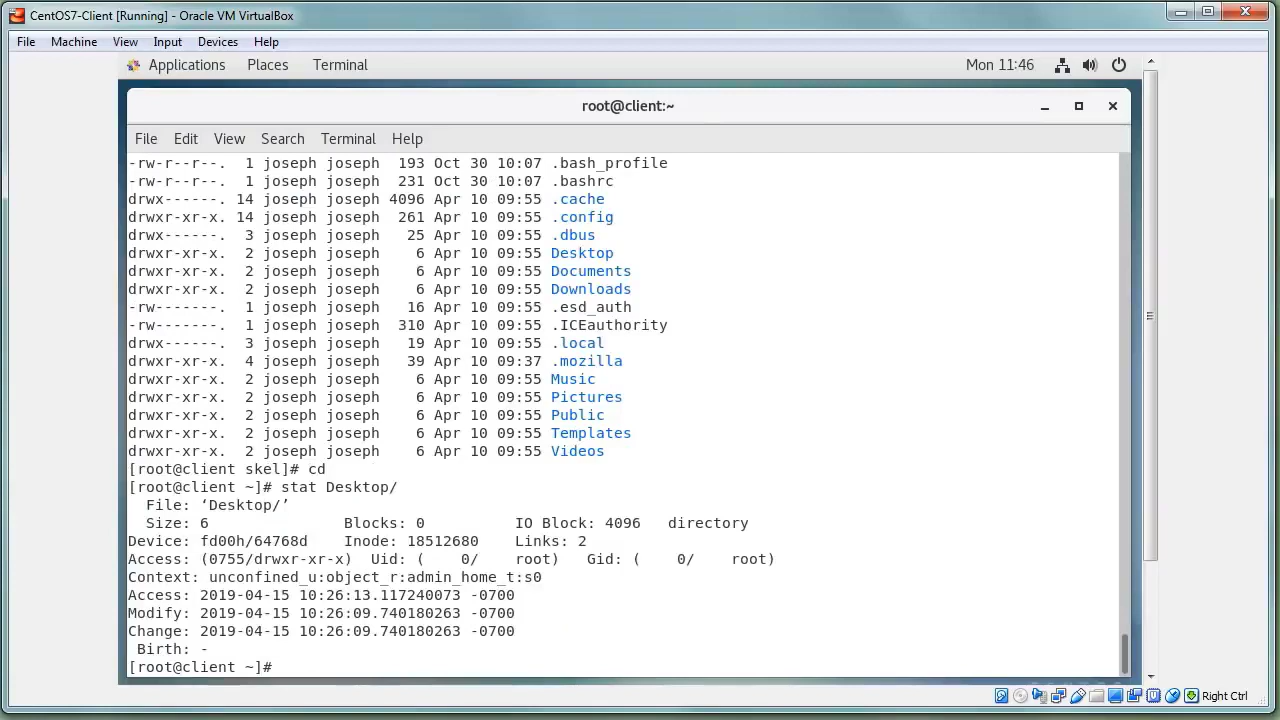 CentOS7-Client [Running] - Oracle VM VirtualBox
File Machine View Input Devices Help
Applications Places Terminal Mon 11:46
root@client:~
File Edit View Search Terminal Help
-rw-r--r--. 1 joseph joseph 193 Oct 30 10:07 .bash_profile
-rw-r--r--. 1 joseph joseph 231 Oct 30 10:07 .bashrc
drwx------. 14 joseph joseph 4096 Apr 10 09:55 .cache
drwxr-xr-x. 14 joseph joseph 261 Apr 10 09:55 .config
drwx------. 3 joseph joseph 25 Apr 10 09:55 .dbus
drwxr-xr-x. 2 joseph joseph 6 Apr 10 09:55 Desktop
drwxr-xr-x. 2 joseph joseph 6 Apr 10 09:55 Documents
drwxr-xr-x. 2 joseph joseph 6 Apr 10 09:55 Downloads
-rw-------. 1 joseph joseph 16 Apr 10 09:55 .esd_auth
-rw-------. 1 joseph joseph 310 Apr 10 09:55 .ICEauthority
drwx------. 3 joseph joseph 19 Apr 10 09:55 .local
drwxr-xr-x. 4 joseph joseph 39 Apr 10 09:37 .mozilla
drwxr-xr-x. 2 joseph joseph 6 Apr 10 09:55 Music
drwxr-xr-x. 2 joseph joseph 6 Apr 10 09:55 Pictures
drwxr-xr-x. 2 joseph joseph 6 Apr 10 09:55 Public
drwxr-xr-x. 2 joseph joseph 6 Apr 10 09:55 Templates
drwxr-xr-x. 2 joseph joseph 6 Apr 10 09:55 Videos
[root@client skel]# cd
[root@client ~]# stat Desktop/
File: ‘Desktop/’
Size: 6 Blocks: 0 IO Block: 4096 directory
Device: fd00h/64768d Inode: 18512680 Links: 2
Access: (0755/drwxr-xr-x) Uid: ( 0/ root) Gid: ( 0/ root)
Context: unconfined_u:object_r:admin_home_t:s0
Access: 2019-04-15 10:26:13.117240073 -0700
Modify: 2019-04-15 10:26:09.740180263 -0700
Change: 2019-04-15 10:26:09.740180263 -0700
Birth: -
[root@client ~]#
Right Ctrl